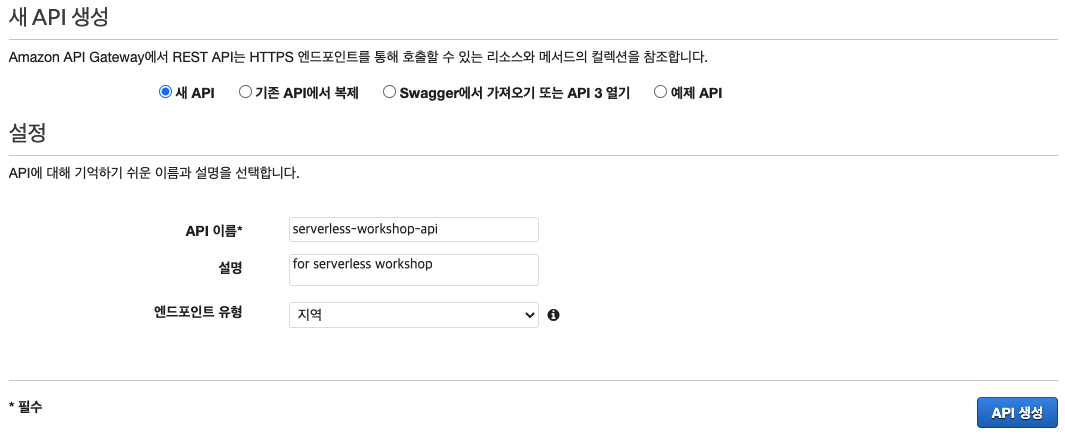 새 API 생성
Amazon API Gateway에서 REST API는 HTTPS 엔드포인트를 통해 호출할 수 있는 리소스와 메서드의 컬렉션을 참조합니다.
새 API 기존 API에서 복제 Swagger에서 가져오기 또는 API 3 열기 예제 API
설정
API에 대해 기억하기 쉬운 이름과 설명을 선택합니다.
API 이름* serverless-workshop-api
설명 for serverless workshop
엔드포인트 유형 지역
* 필수 API 생성